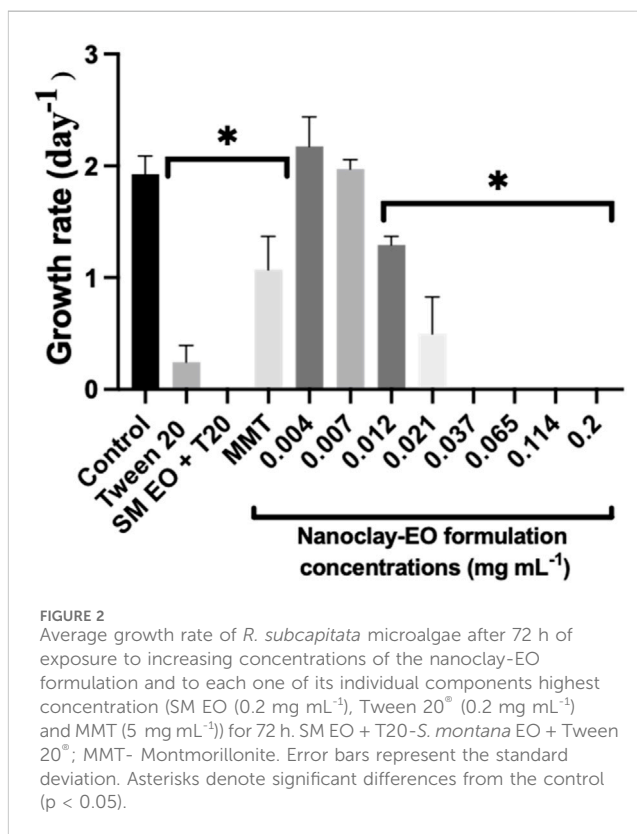 3
2
1
0
Growth rate (day-1)
*
*
Control
Tween 20
SM EO + T20
MMT
0.004
0.007
0.012
0.021
0.037
0.065
0.114
0.2
Nanoclay-EO formulation
concentrations (mg mL-1)
FIGURE 2
Average growth rate of R. subcapitata microalgae after 72 h of
exposure to increasing concentrations of the nanoclay-EO
formulation and to each one of its individual components highest
concentration (SM EO (0.2 mg mL-1), Tween 20® (0.2 mg mL-1)
and MMT (5 mg mL-1)) for 72 h. SM EO + T20-S. montana EO + Tween
20®; MMT- Montmorillonite. Error bars represent the standard
deviation. Asterisks denote significant differences from the control
(p < 0.05).